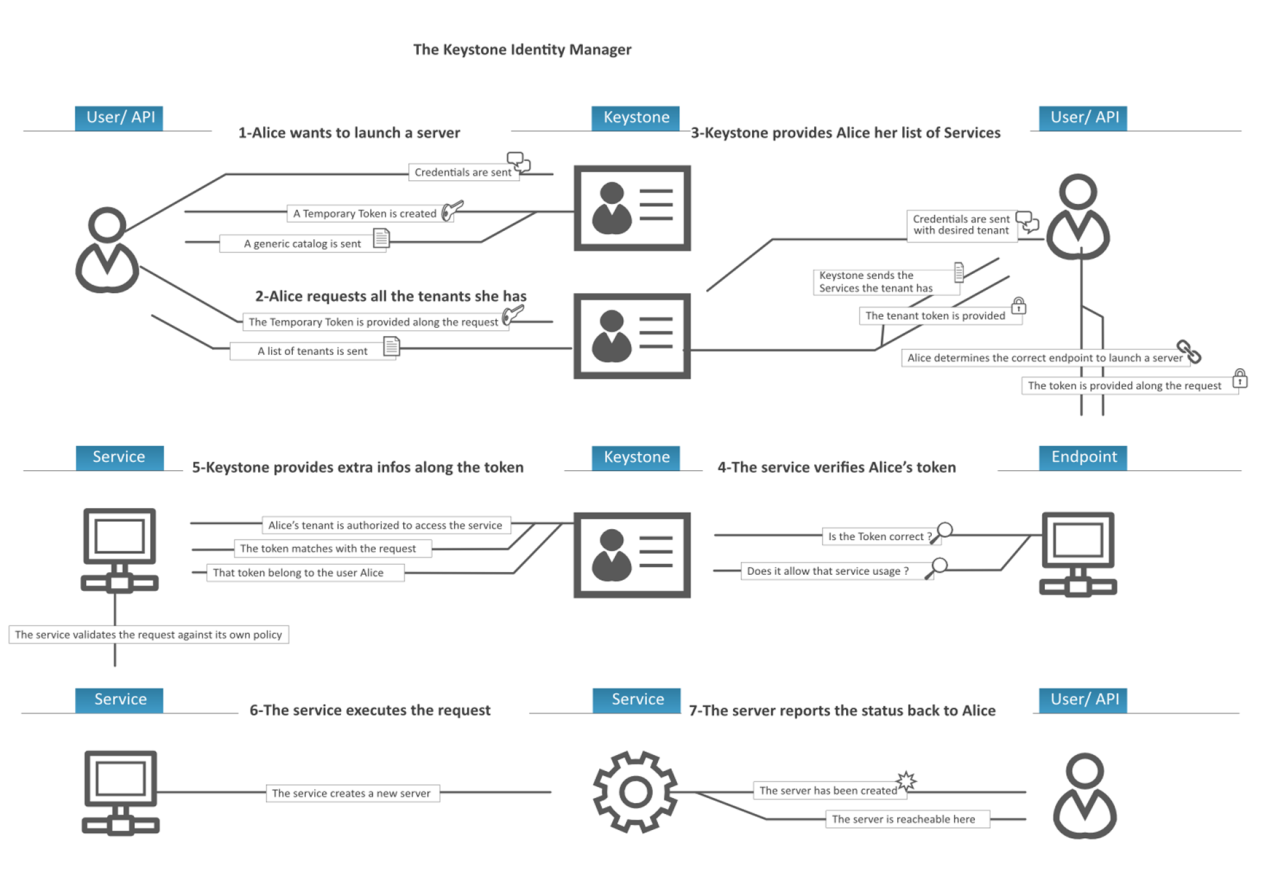 The Keystone Identity Manager
User/ API
Keystone
User/ API
1-Alice wants to launch a server
3-Keystone provides Alice her list of Services
Credentials are sent
A Temporary Token is created
A generic catalog is sent
Credentials are sent
with desired tenant
Keystone sends the
Services the tenant has
2-Alice requests all the tenants she has
The Temporary Token is provided along the request
The tenant token is provided
A list of tenants is sent
Alice determines the correct endpoint to launch a server
The token is provided along the request
Service
Keystone
Endpoint
5-Keystone provides extra infos along the token
4-The service verifies Alice's token
Alice's tenant is authorized to access the service
The token matches with the request
That token belong to the user Alice
Is the Token correct ?
Does it allow that service usage ?
The service validates the request against its own policy
Service
Service
User/ API
6-The service executes the request
7-The server reports the status back to Alice
The service creates a new server
The server has been created
The server is reacheable here